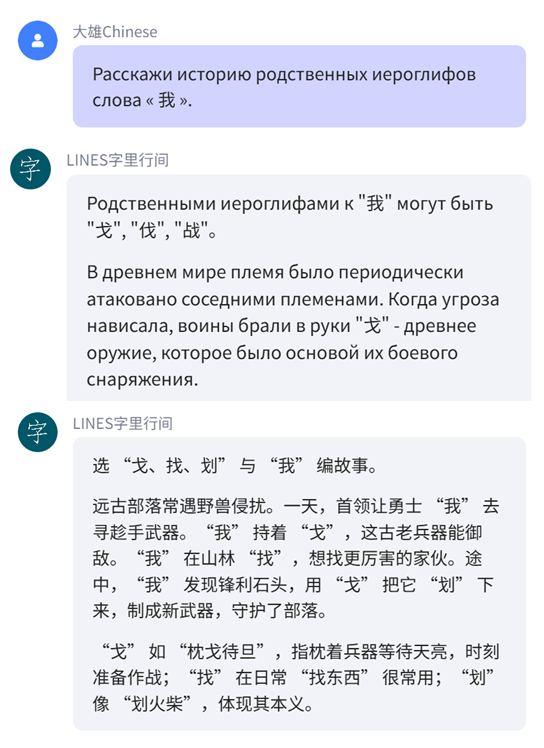 大雄Chinese
Расскажи историю родственных иероглифов
слова « 我 ».
字
LINES字里行间
Родственными иероглифами к "我" могут быть
"戈", "伐", "战"。
В древнем мире племя было периодически
атаковано соседними племенами. Когда угроза
нависала, воины брали в руки "戈" - древнее
оружие, которое было основой их боевого
снаряжения.
字
LINES字里行间
选 “戈、找、划” 与 “我” 编故事。
远古部落常遇野兽侵扰。一天，首领让勇士 “我” 去
寻趁手武器。 “我” 持着 “戈” ，这古老兵器能御
敌。 “我” 在山林 “找” ，想找更厉害的家伙。途
中， “我” 发现锋利石头，用 “戈” 把它 “划” 下
来，制成新武器，守护了部落。
“戈” 如 “枕戈待旦” ，指枕着兵器等待天亮，时刻
准备作战； “找” 在日常 “找东西” 很常用； “划”
像 “划火柴” ，体现其本义。